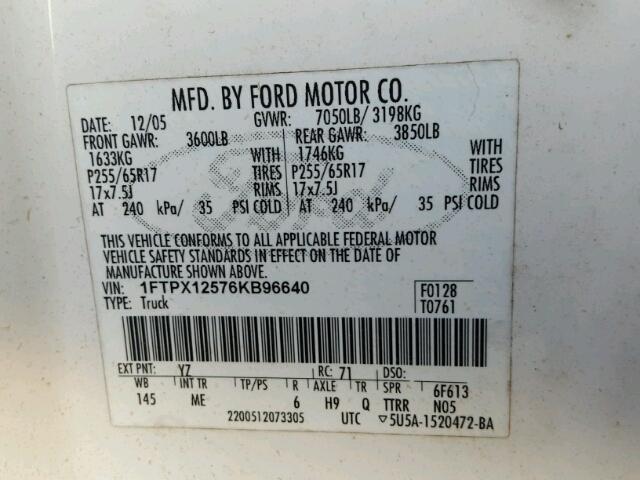 MFD. BY FORD MOTOR CO.
DATE: 12/05 GVWR: 7050LB/ 3198KG
FRONT GAWR: 3600LB REAR GAWR: 3850LB
1633KG WITH 1746KG WITH
P255/65R17 TIRES P255/65R17 TIRES
17x7.5J RIMS 17x7.5J RIMS
AT 240 kPa/ 35 PSI COLD AT 240 kPa/ 35 PSI COLD
THIS VEHICLE CONFORMS TO ALL APPLICABLE FEDERAL MOTOR
VEHICLE SAFETY STANDARDS IN EFFECT ON THE DATE OF
MANUFACTURE SHOWN ABOVE.
VIN: 1FTPX12576KB96640 F0128
TYPE: Truck T0761
EXT PNT: YZ RC: 71 DSO:
WB INT TR TP/PS R AXLE TR SPR 6F613
145 ME 6 H9 Q TTRR N05
2200512073305 UTC ▽5U5A-1520472-BA
Ford